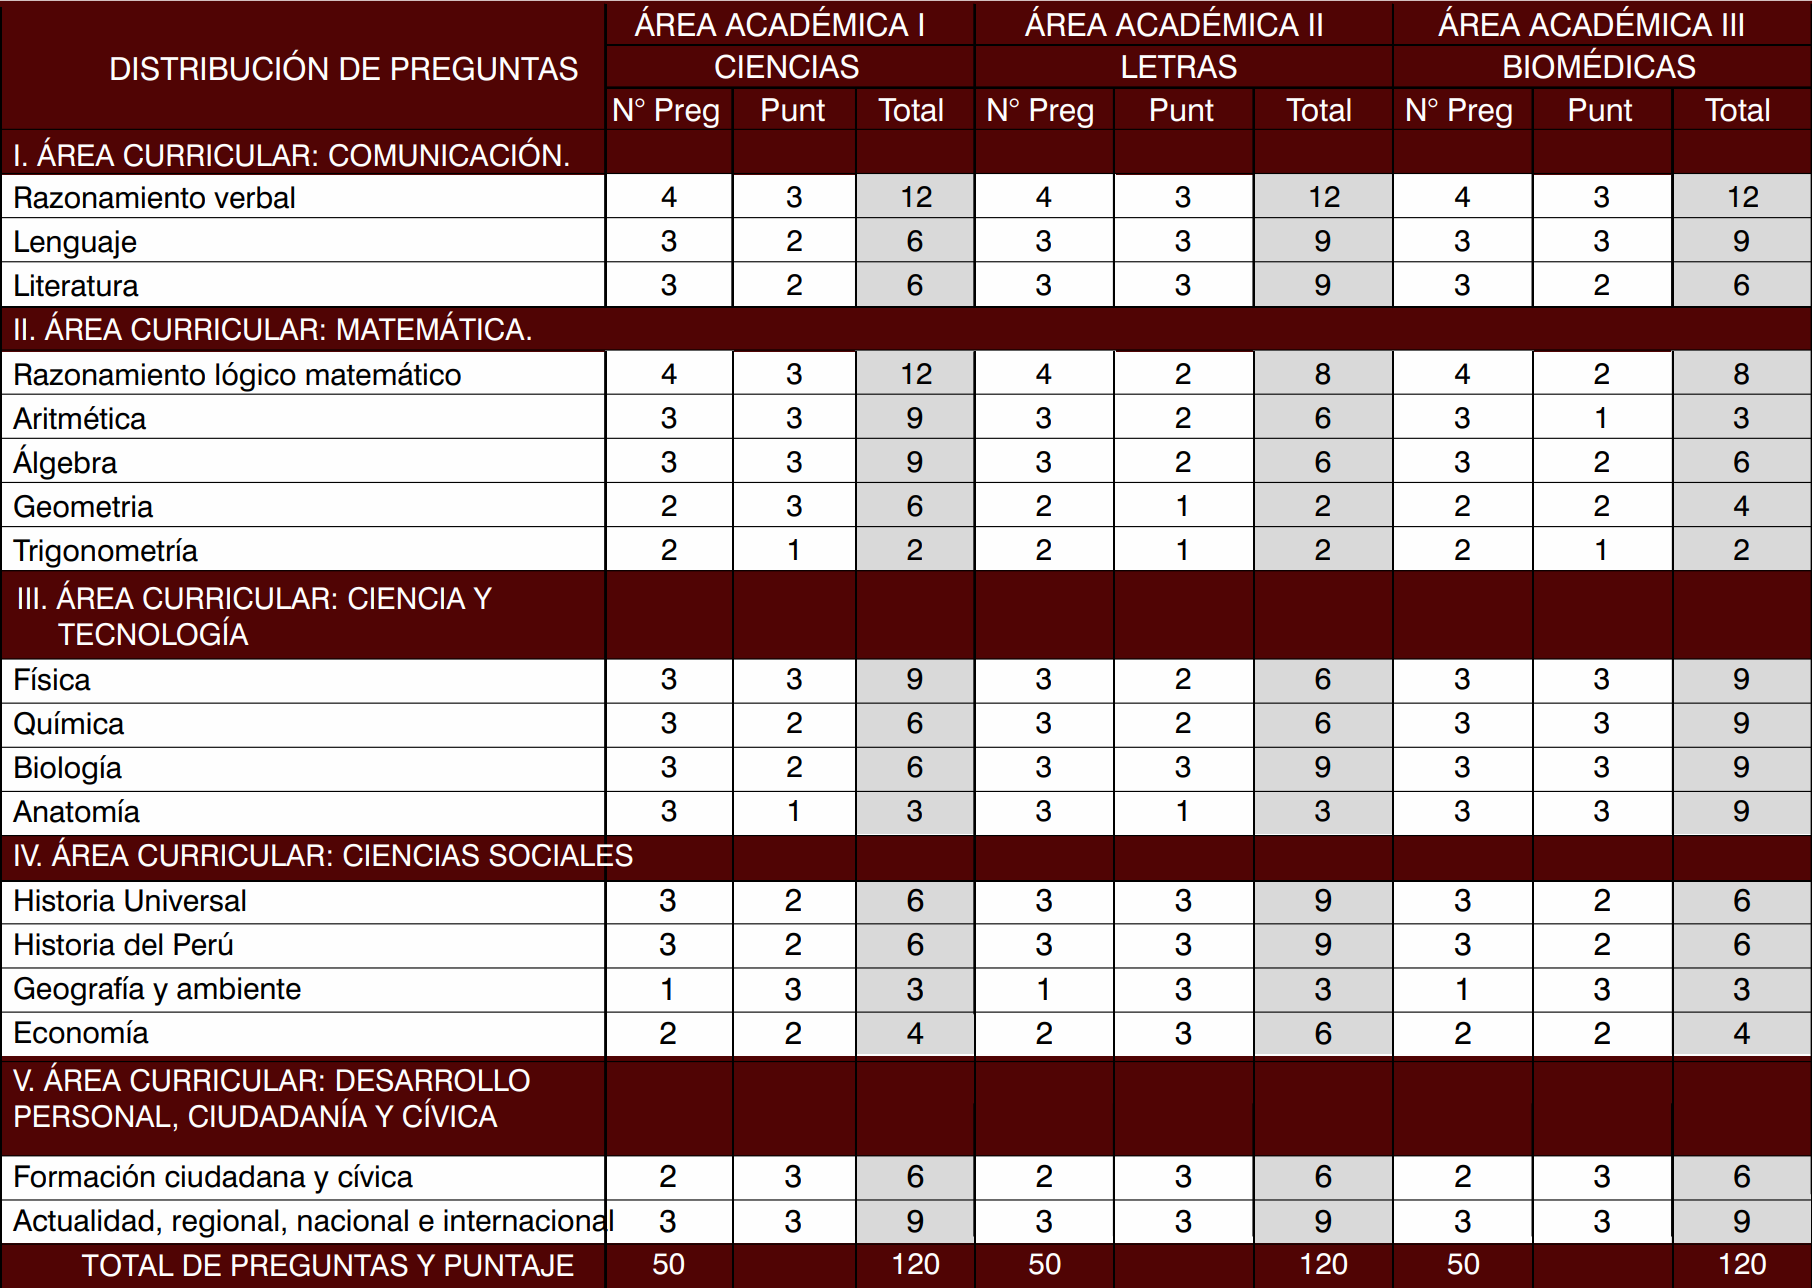 DISTRIBUCIÓN DE PREGUNTAS
ÁREA ACADÉMICA I ÁREA ACADÉMICA II ÁREA ACADÉMICA III
CIENCIAS LETRAS BIOMÉDICAS
N° Preg Punt Total N° Preg Punt Total N° Preg Punt Total
I. ÁREA CURRICULAR: COMUNICACIÓN.
Razonamiento verbal 4 3 12 4 3 12 4 3 12
Lenguaje 3 2 6 3 3 9 3 3 9
Literatura 3 2 6 3 3 9 3 2 6
II. ÁREA CURRICULAR: MATEMÁTICA.
Razonamiento lógico matemático 4 3 12 4 2 8 4 2 8
Aritmética 3 3 9 3 2 6 3 1 3
Álgebra 3 3 9 3 2 6 3 2 6
Geometria 2 3 6 2 1 2 2 2 4
Trigonometría 2 1 2 2 1 2 2 1 2
III. ÁREA CURRICULAR: CIENCIA Y
TECNOLOGÍA
Física 3 3 9 3 2 6 3 3 9
Química 3 2 6 3 2 6 3 3 9
Biología 3 2 6 3 3 9 3 3 9
Anatomía 3 1 3 3 1 3 3 3 9
IV. ÁREA CURRICULAR: CIENCIAS SOCIALES
Historia Universal 3 2 6 3 3 9 3 2 6
Historia del Perú 3 2 6 3 3 9 3 2 6
Geografía y ambiente 1 3 3 1 3 3 1 3 3
Economía 2 2 4 2 3 6 2 2 4
V. ÁREA CURRICULAR: DESARROLLO
PERSONAL, CIUDADANÍA Y CÍVICA
Formación ciudadana y cívica 2 3 6 2 3 6 2 3 6
Actualidad, regional, nacional e internacional 3 3 9 3 3 9 3 3 9
TOTAL DE PREGUNTAS Y PUNTAJE 50 120 50 120 50 120